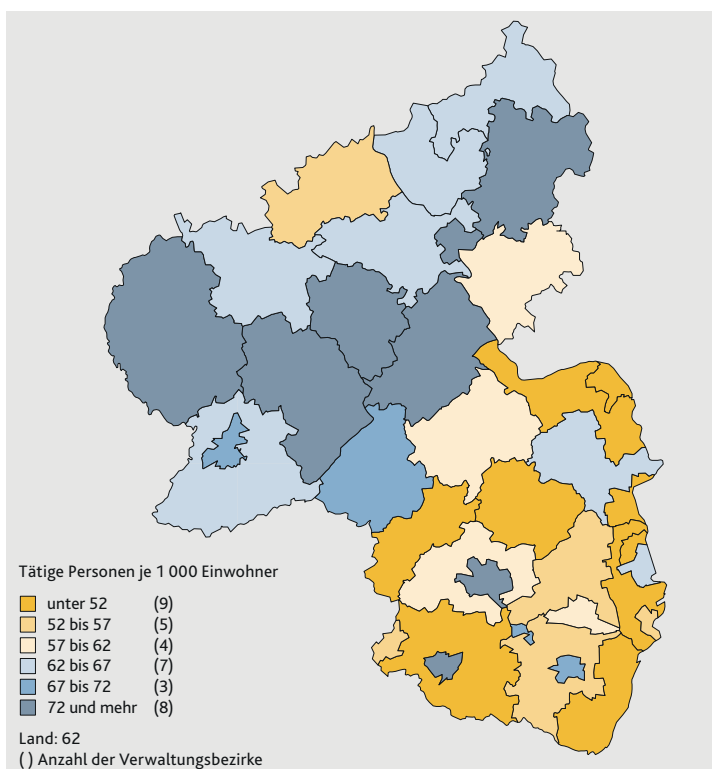 Tätige Personen je 1 000 Einwohner
unter 52 (9)
52 bis 57 (5)
57 bis 62 (4)
62 bis 67 (7)
67 bis 72 (3)
72 und mehr (8)
Land: 62
( ) Anzahl der Verwaltungsbezirke